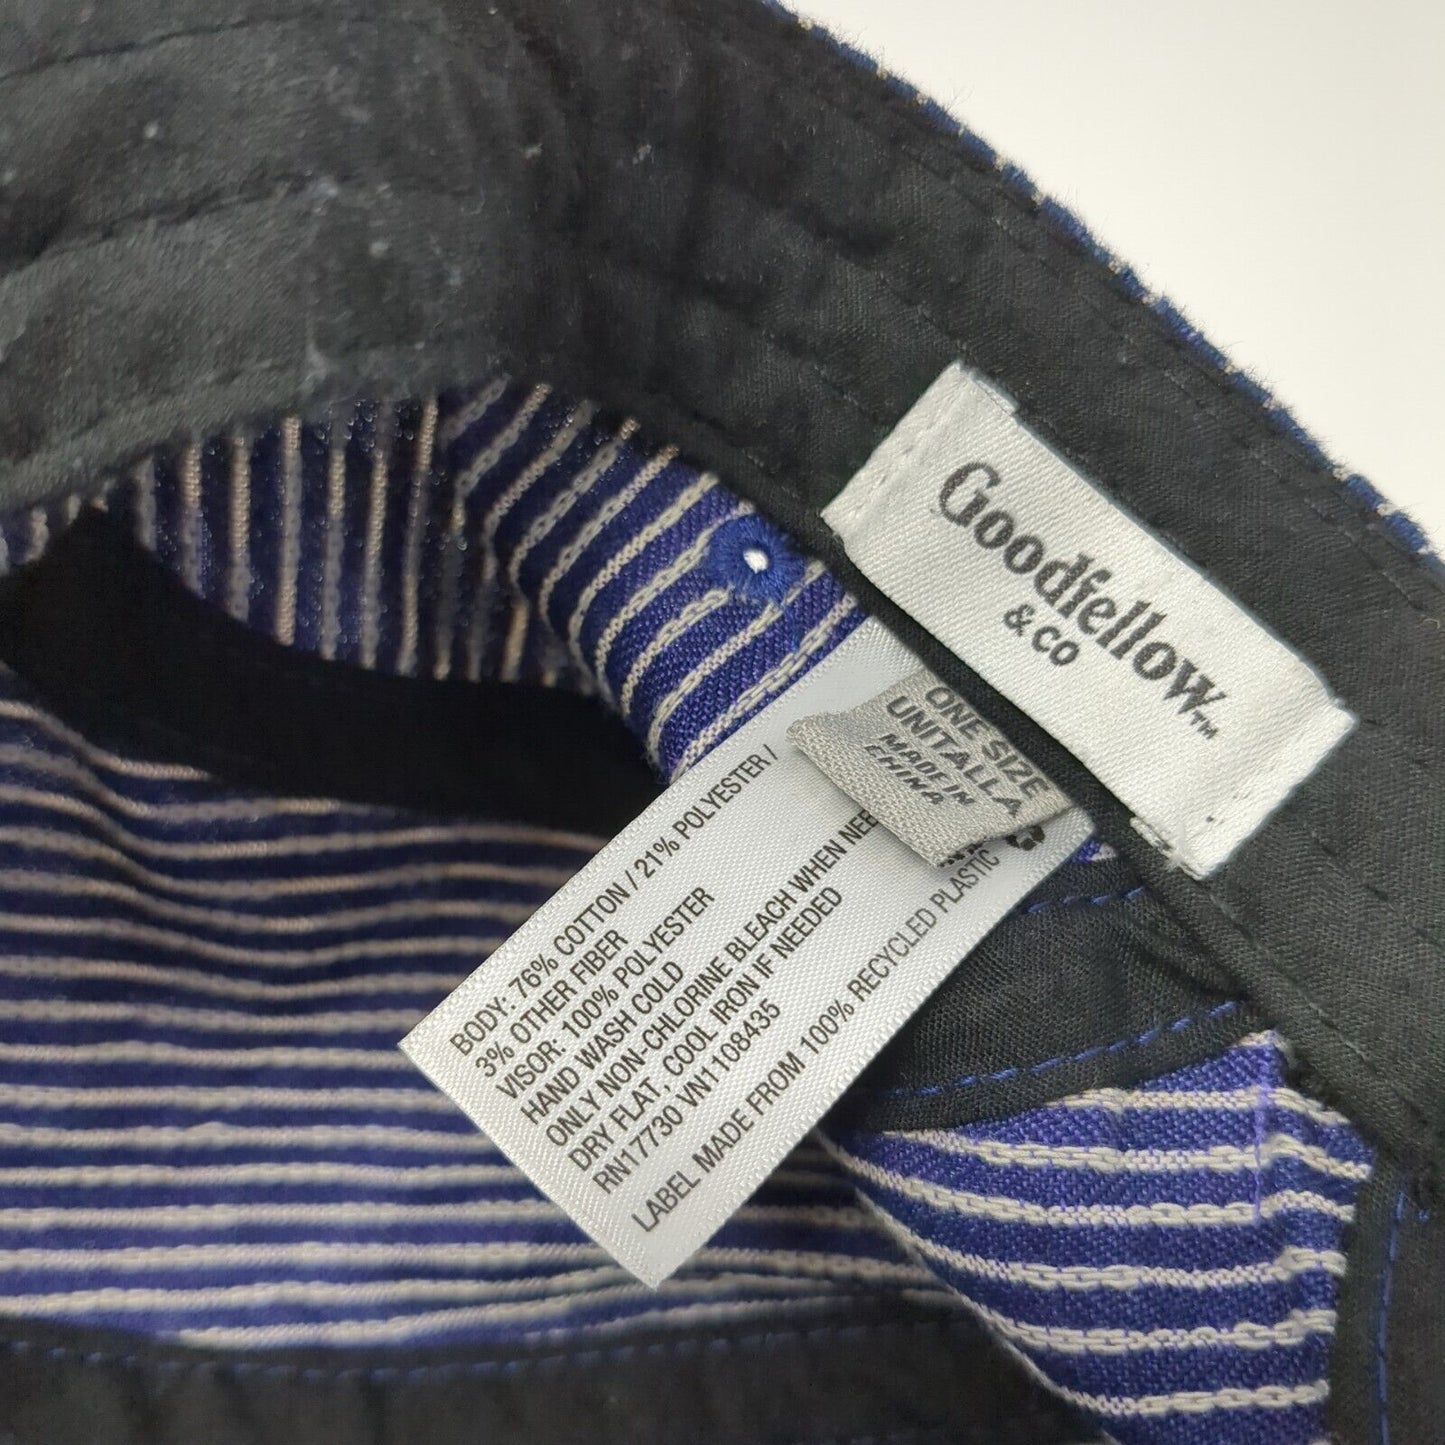 Goodfellow™
& CO
ONE SIZE
UNITALLA
MADE IN
CHINA
BODY: 76% COTTON / 21% POLYESTER /
3% OTHER FIBER
VISOR: 100% POLYESTER
HAND WASH COLD
ONLY NON-CHLORINE BLEACH WHEN
DRY FLAT, COOL IRON IF NEEDED
RN17730 VN1108435
LABEL MADE FROM 100% RECYCLED PLASTIC